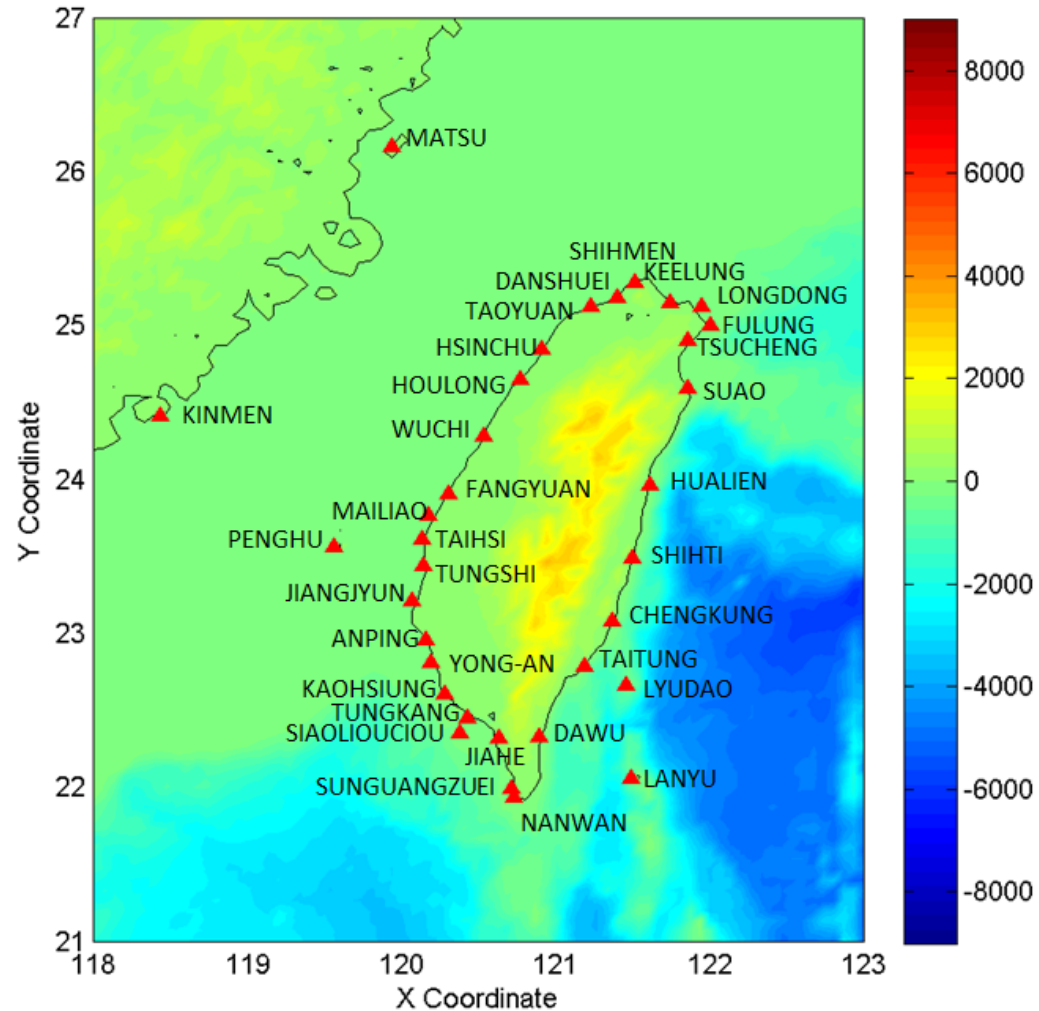 27
8000
MATSU
6000
26
SHIHMEN
KEELUNG
DANSHUEI
4000
LONGDONG
TAOYUAN
25
FULUNG
HSINCHU
TSUCHENG
2000
HOULONG
SUAO
KINMEN
WUCHI
Y Coordinate
24
HUALIEN
0
FANGYUAN
MAILIAO
PENGHU
TAIHSI
SHIHTI
TUNGSHI
-2000
JIANGJYUN
CHENGKUNG
23
ANPING
YONG-AN
TAITUNG
KAOHSIUNG
LYUDAO
-4000
TUNGKANG
SIAOLIOUCIOU
DAWU
JIAHE
LANYU
22
SUNGUANGZUEI
-6000
NANWAN
-8000
21
118
119
120
121
122
123
X Coordinate